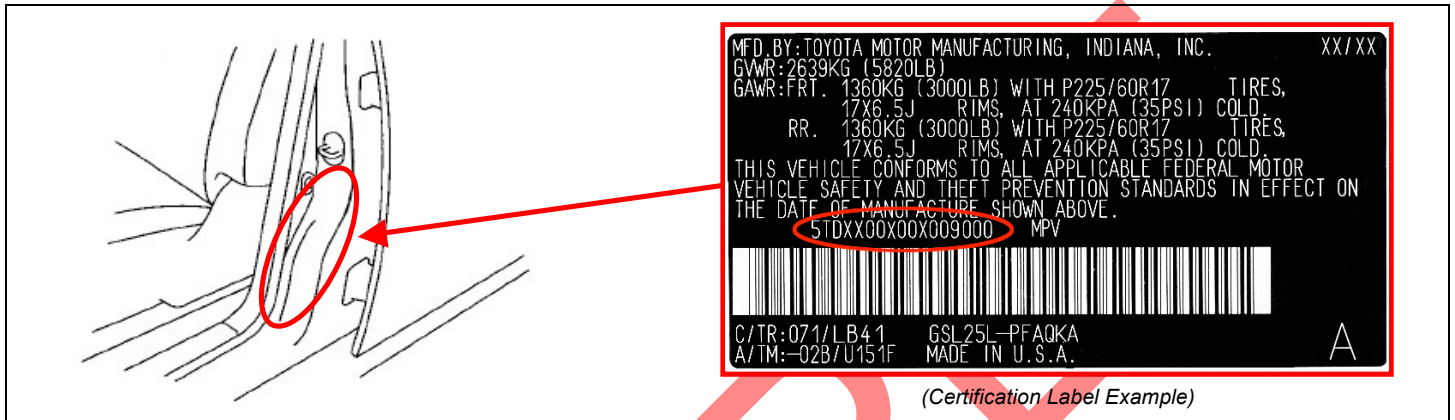 MFD.BY:TOYOTA MOTOR MANUFACTURING, INDIANA, INC. XX/XX
GVWR:2639KG (5820LB)
GAWR:FRT. 1360KG (3000LB) WITH P225/60R17 TIRES,
17X6.5J RIMS, AT 240KPA (35PSI) COLD.
RR. 1360KG (3000LB) WITH P225/60R17 TIRES,
17X6.5J RIMS, AT 240KPA (35PSI) COLD.
THIS VEHICLE CONFORMS TO ALL APPLICABLE FEDERAL MOTOR
VEHICLE SAFETY AND THEFT PREVENTION STANDARDS IN EFFECT ON
THE DATE OF MANUFACTURE SHOWN ABOVE.
5TDXX00X00X009000 MPV
C/TR:071/LB41 GSL25L-PFAQKA
A/TM:-02B/U151F MADE IN U.S.A. A
(Certification Label Example)